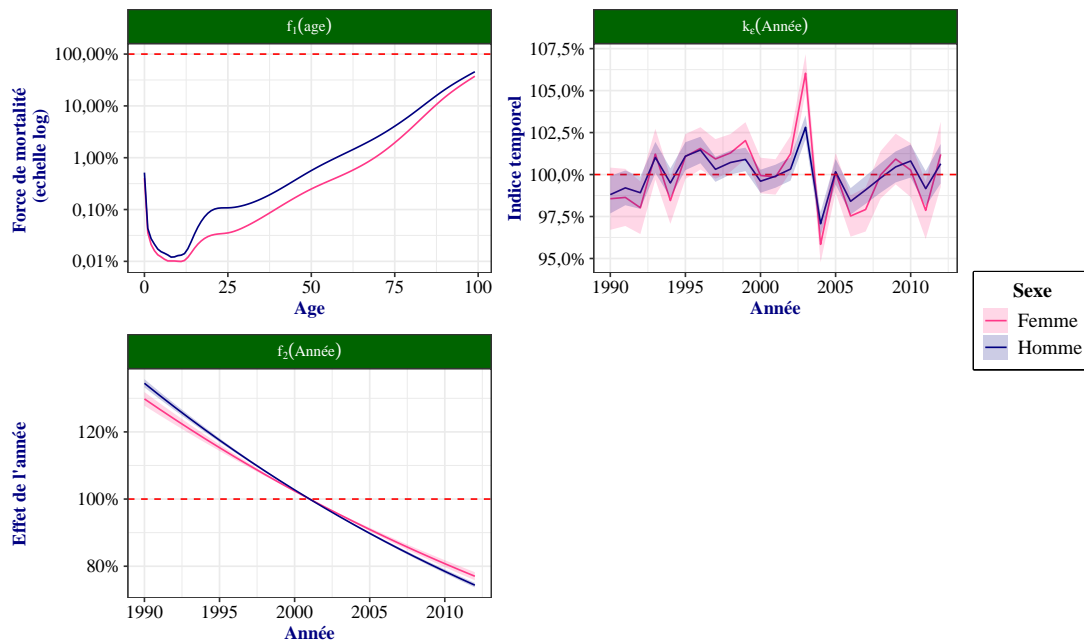 f₁(age)
Force de mortalité
(echelle log)
100,00%
10,00%
1,00%
0,10%
0,01%
0 25 50 75 100
Age
kε(Année)
Indice temporel
107,5%
105,0%
102,5%
100,0%
97,5%
95,0%
1990 1995 2000 2005 2010
Année
f₂(Année)
Effet de l'année
120%
100%
80%
1990 1995 2000 2005 2010
Année
Sexe
Femme
Homme